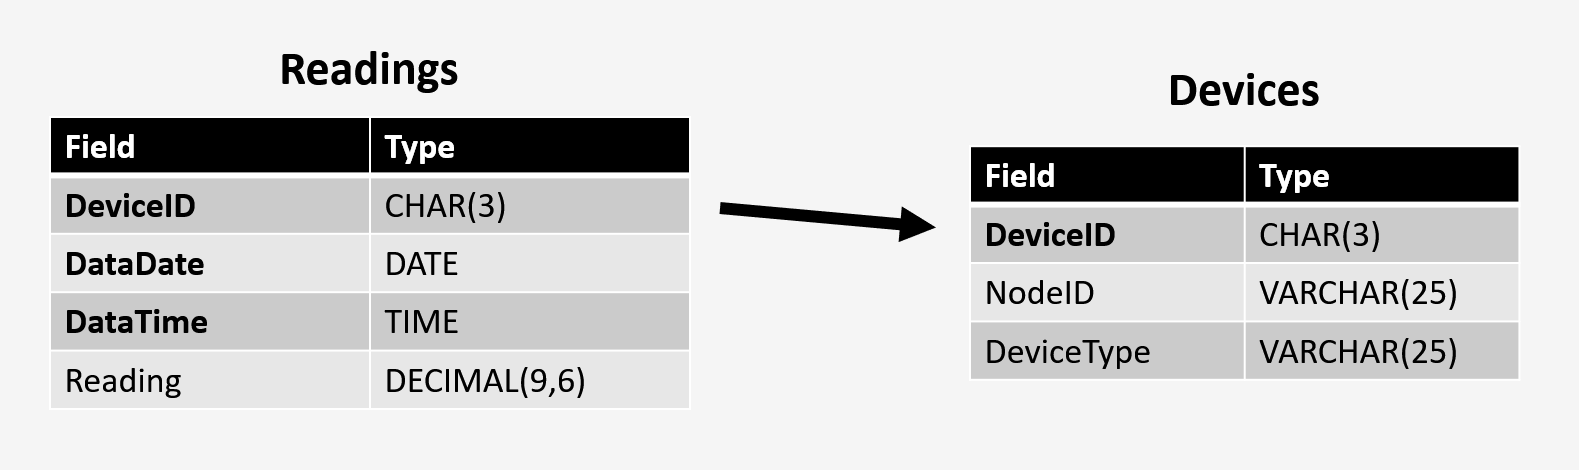 Readings
Field Type
DeviceID CHAR(3)
DataDate DATE
DataTime TIME
Reading DECIMAL(9,6)
Devices
Field Type
DeviceID CHAR(3)
NodeID VARCHAR(25)
DeviceType VARCHAR(25)